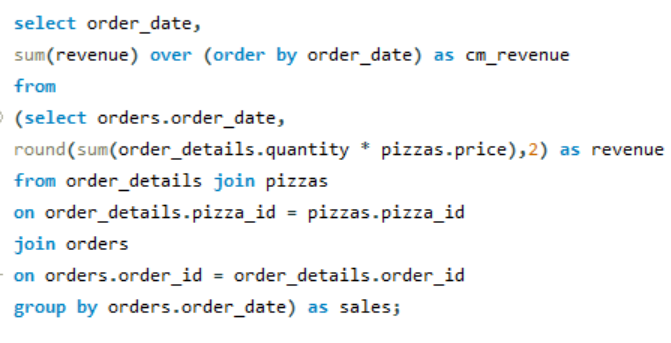 select order_date,
sum(revenue) over (order by order_date) as cm_revenue
from
(select orders.order_date,
round(sum(order_details.quantity * pizzas.price),2) as revenue
from order_details join pizzas
on order_details.pizza_id = pizzas.pizza_id
join orders
on orders.order_id = order_details.order_id
group by orders.order_date) as sales;